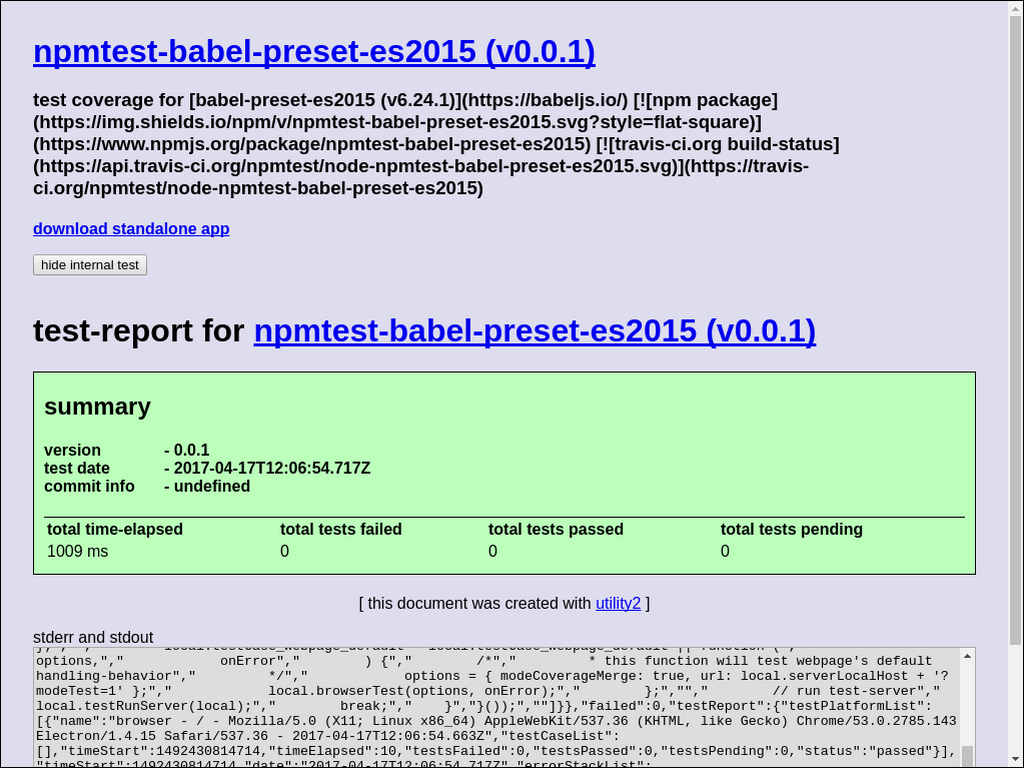 npmtest-babel-preset-es2015 (v0.0.1)
test coverage for [babel-preset-es2015 (v6.24.1)](https://babeljs.io/) [![npm package]
(https://img.shields.io/npm/v/npmtest-babel-preset-es2015.svg?style=flat-square)]
(https://www.npmjs.org/package/npmtest-babel-preset-es2015) [![travis-ci.org build-status]
(https://api.travis-ci.org/npmtest/node-npmtest-babel-preset-es2015.svg)](https://travis-
ci.org/npmtest/node-npmtest-babel-preset-es2015)
download standalone app
hide internal test
test-report for npmtest-babel-preset-es2015 (v0.0.1)
summary
version - 0.0.1
test date - 2017-04-17T12:06:54.717Z
commit info - undefined
total time-elapsed total tests failed total tests passed total tests pending
1009 ms 0 0 0
[ this document was created with utility2 ]
stderr and stdout
options,"," onError"," ) {"," /*"," * this function will test webpage's default
handling-behavior"," */"," options = { modeCoverageMerge: true, url: local.serverLocalHost + '?
modeTest=1' };"," local.browserTest(options, onError);"," };",""," // run test-server","
local.testRunServer(local);"," break;"," }","}());",""]}},"failed":0,"testReport":{"testPlatformList":
[{"name":"browser - / - Mozilla/5.0 (X11; Linux x86_64) AppleWebKit/537.36 (KHTML, like Gecko) Chrome/53.0.2785.143
Electron/1.4.15 Safari/537.36 - 2017-04-17T12:06:54.663Z","testCaseList":
[],"timeStart":1492430814714,"timeElapsed":10,"testsFailed":0,"testsPassed":0,"testsPending":0,"status":"passed"}],
"timeStart":1492430814714,"date":"2017-04-17T12:06:54.717Z","errorStackList":